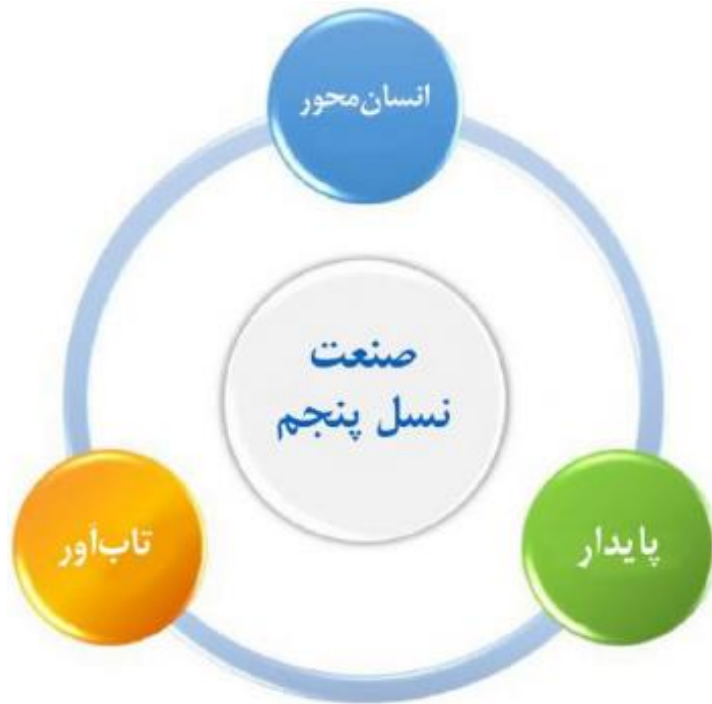 انسان‌محور
صنعت
نسل پنجم
تاب‌آور
پایدار